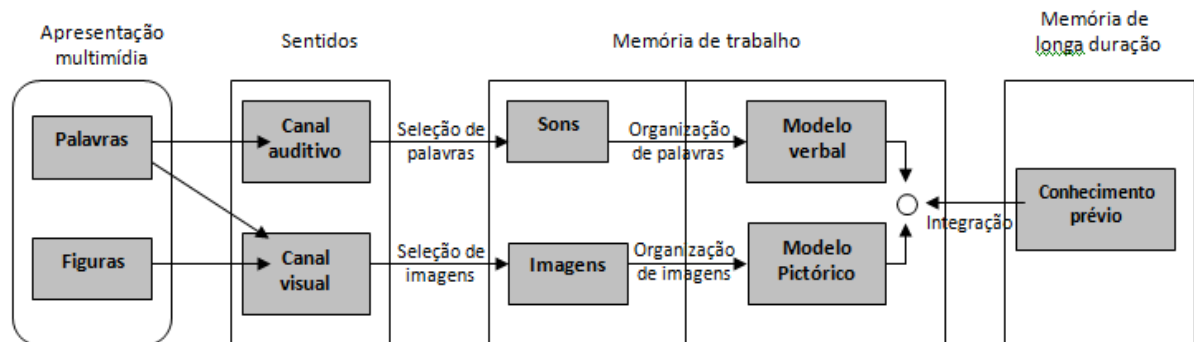 Apresentação
multimídia
Sentidos
Memória de trabalho
Memória de
longa duração
Palavras
Figuras
Canal
auditivo
Canal
visual
Seleção de
palavras
Seleção de
imagens
Sons
Imagens
Organização
de palavras
Organização
de imagens
Modelo
verbal
Modelo
Pictórico
Integração
Conhecimento
prévio